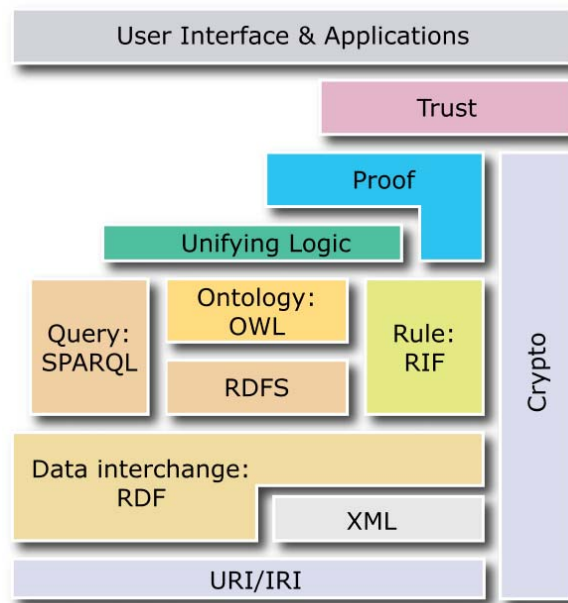 User Interface & Applications
Trust
Proof
Unifying Logic
Query:
SPARQL
Ontology:
OWL
RDFS
Rule:
RIF
Crypto
Data interchange:
RDF
XML
URI/IRI